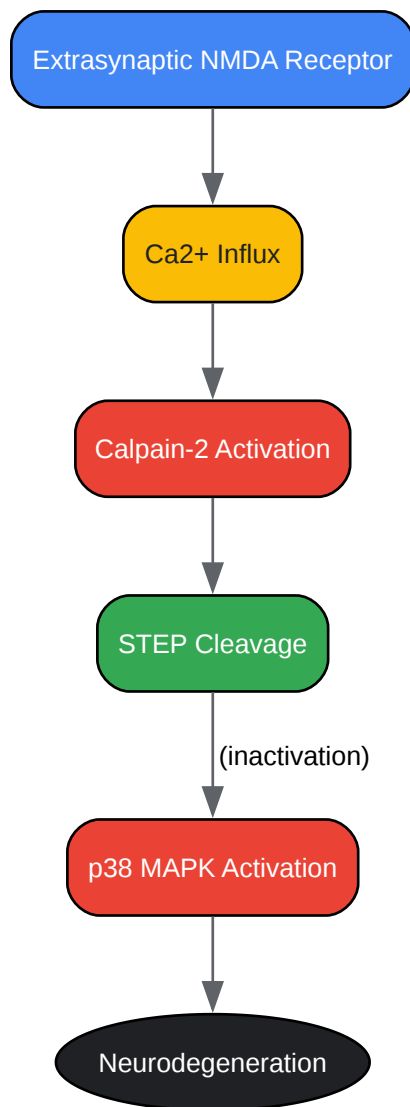 Extrasynaptic NMDA Receptor
Ca2+ Influx
Calpain-2 Activation
STEP Cleavage
(inactivation)
p38 MAPK Activation
Neurodegeneration